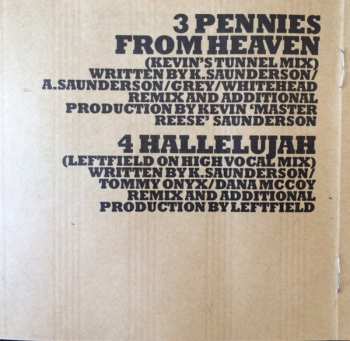 3 PENNIES
FROM HEAVEN
(KEVIN'S TUNNEL MIX)
WRITTEN BY K.SAUNDERSON/
A.SAUNDERSON/GREY/WHITEHEAD
REMIX AND ADDITIONAL
PRODUCTION BY KEVIN 'MASTER
REESE' SAUNDERSON
4 HALLELUJAH
(LEFTFIELD ON HIGH VOCAL MIX)
WRITTEN BY K.SAUNDERSON/
TOMMY ONYX/DANA MCCOY
REMIX AND ADDITIONAL
PRODUCTION BY LEFTFIELD